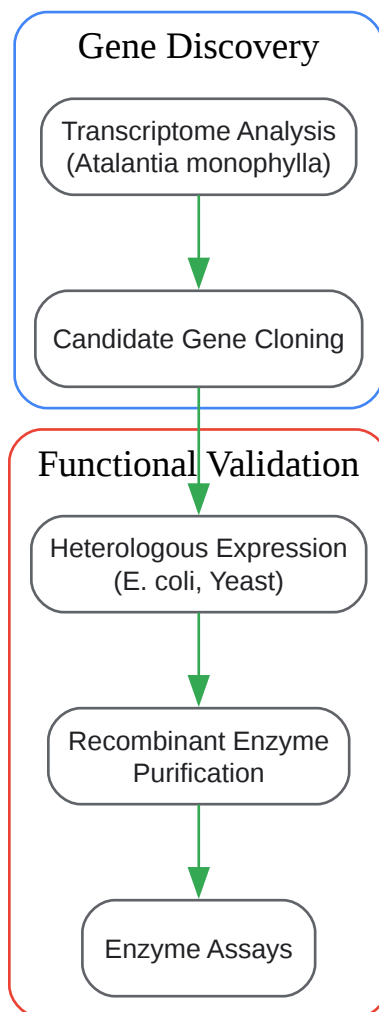 Gene Discovery
Transcriptome Analysis
(Atalantia monophylla)
Candidate Gene Cloning
Functional Validation
Heterologous Expression
(E. coli, Yeast)
Recombinant Enzyme
Purification
Enzyme Assays